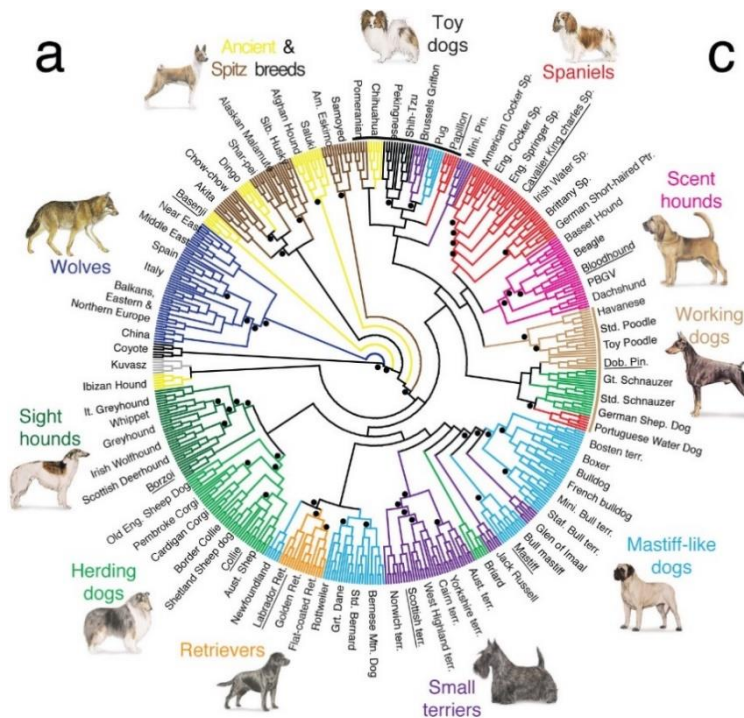 a
c
Ancient &
Spitz breeds
Toy
dogs
Spaniels
Scent
hounds
Working
dogs
Mastiff-like
dogs
Small
terriers
Retrievers
Herding
dogs
Sight
hounds
Wolves
Coyote
China
Northern Europe
Eastern &
Balkans,
Italy
Spain
Middle East
Near East
Basenji
Akita
Chow-chow
Dingo
Shar-pei
Alaskan Malamute
Sib. Husky
Afghan Hound
Saluki
Am. Eskimo
Samoyed
Pomeranian
Chihuahua
Pekingnese
Shih-Tzu
Brussels Griffon
Pug
Papillon
Mini. Pin.
American Cocker Sp.
Eng. Cocker Sp.
Eng. Springer Sp.
Cavalier King charles Sp.
Irish Water Sp.
Brittany Sp.
German Short-haired Ptr.
Basset Hound
Beagle
Bloodhound
PBGV
Dachshund
Havanese
Std. Poodle
Toy Poodle
Dob. Pin.
Gt. Schnauzer
Std. Schnauzer
German Shep. Dog
Portuguese Water Dog
Bosten terr.
Boxer
Bulldog
French bulldog
Mini. Bull terr.
Staf. Bull terr.
Glen of Imaal
Bull mastiff
Mastiff
Jack Russell
Briard
Aust. terr.
Yorkshire terr.
Cairn terr.
West Highland terr.
Scottish terr.
Norwich terr.
Bernese Mtn. Dog
Std. Bernard
Grt. Dane
Rottweiler
Flat-coated Ret.
Golden Ret.
Labrador Ret.
Newfoundland
Aust. Shep
Collie
Shetland Sheep dog
Border Collie
Cardigan Corgi
Pembroke Corgi
Old Eng. Sheep Dog
Borzoi
Scottish Deerhound
Irish Wolfhound
Greyhound
Whippet
It. Greyhound
Ibizan Hound
Kuvasz